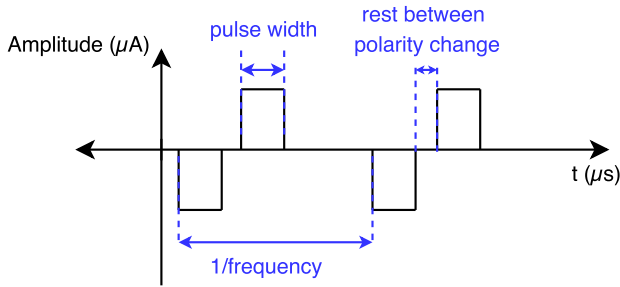 rest between
pulse width
polarity change
Amplitude (µA)
t (µs)
1/frequency